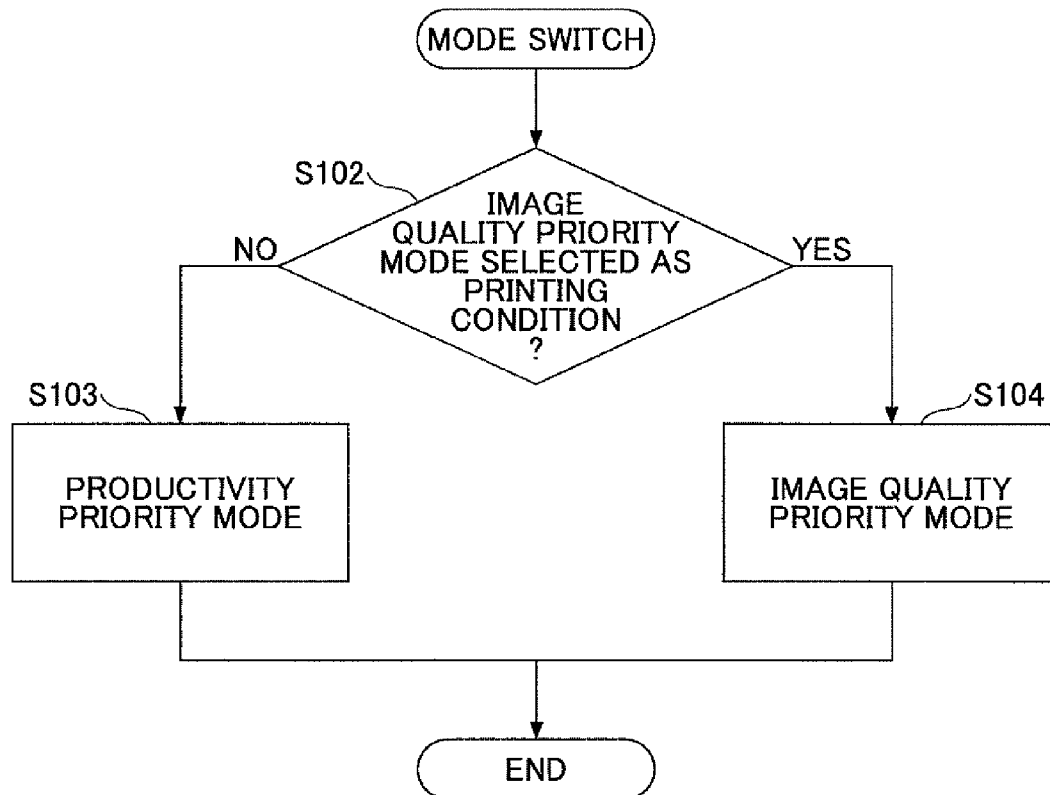 MODE SWITCH
S102
IMAGE
QUALITY PRIORITY
MODE SELECTED AS
PRINTING
CONDITION
?
NO
YES
S103
PRODUCTIVITY
PRIORITY MODE
S104
IMAGE QUALITY
PRIORITY MODE
END